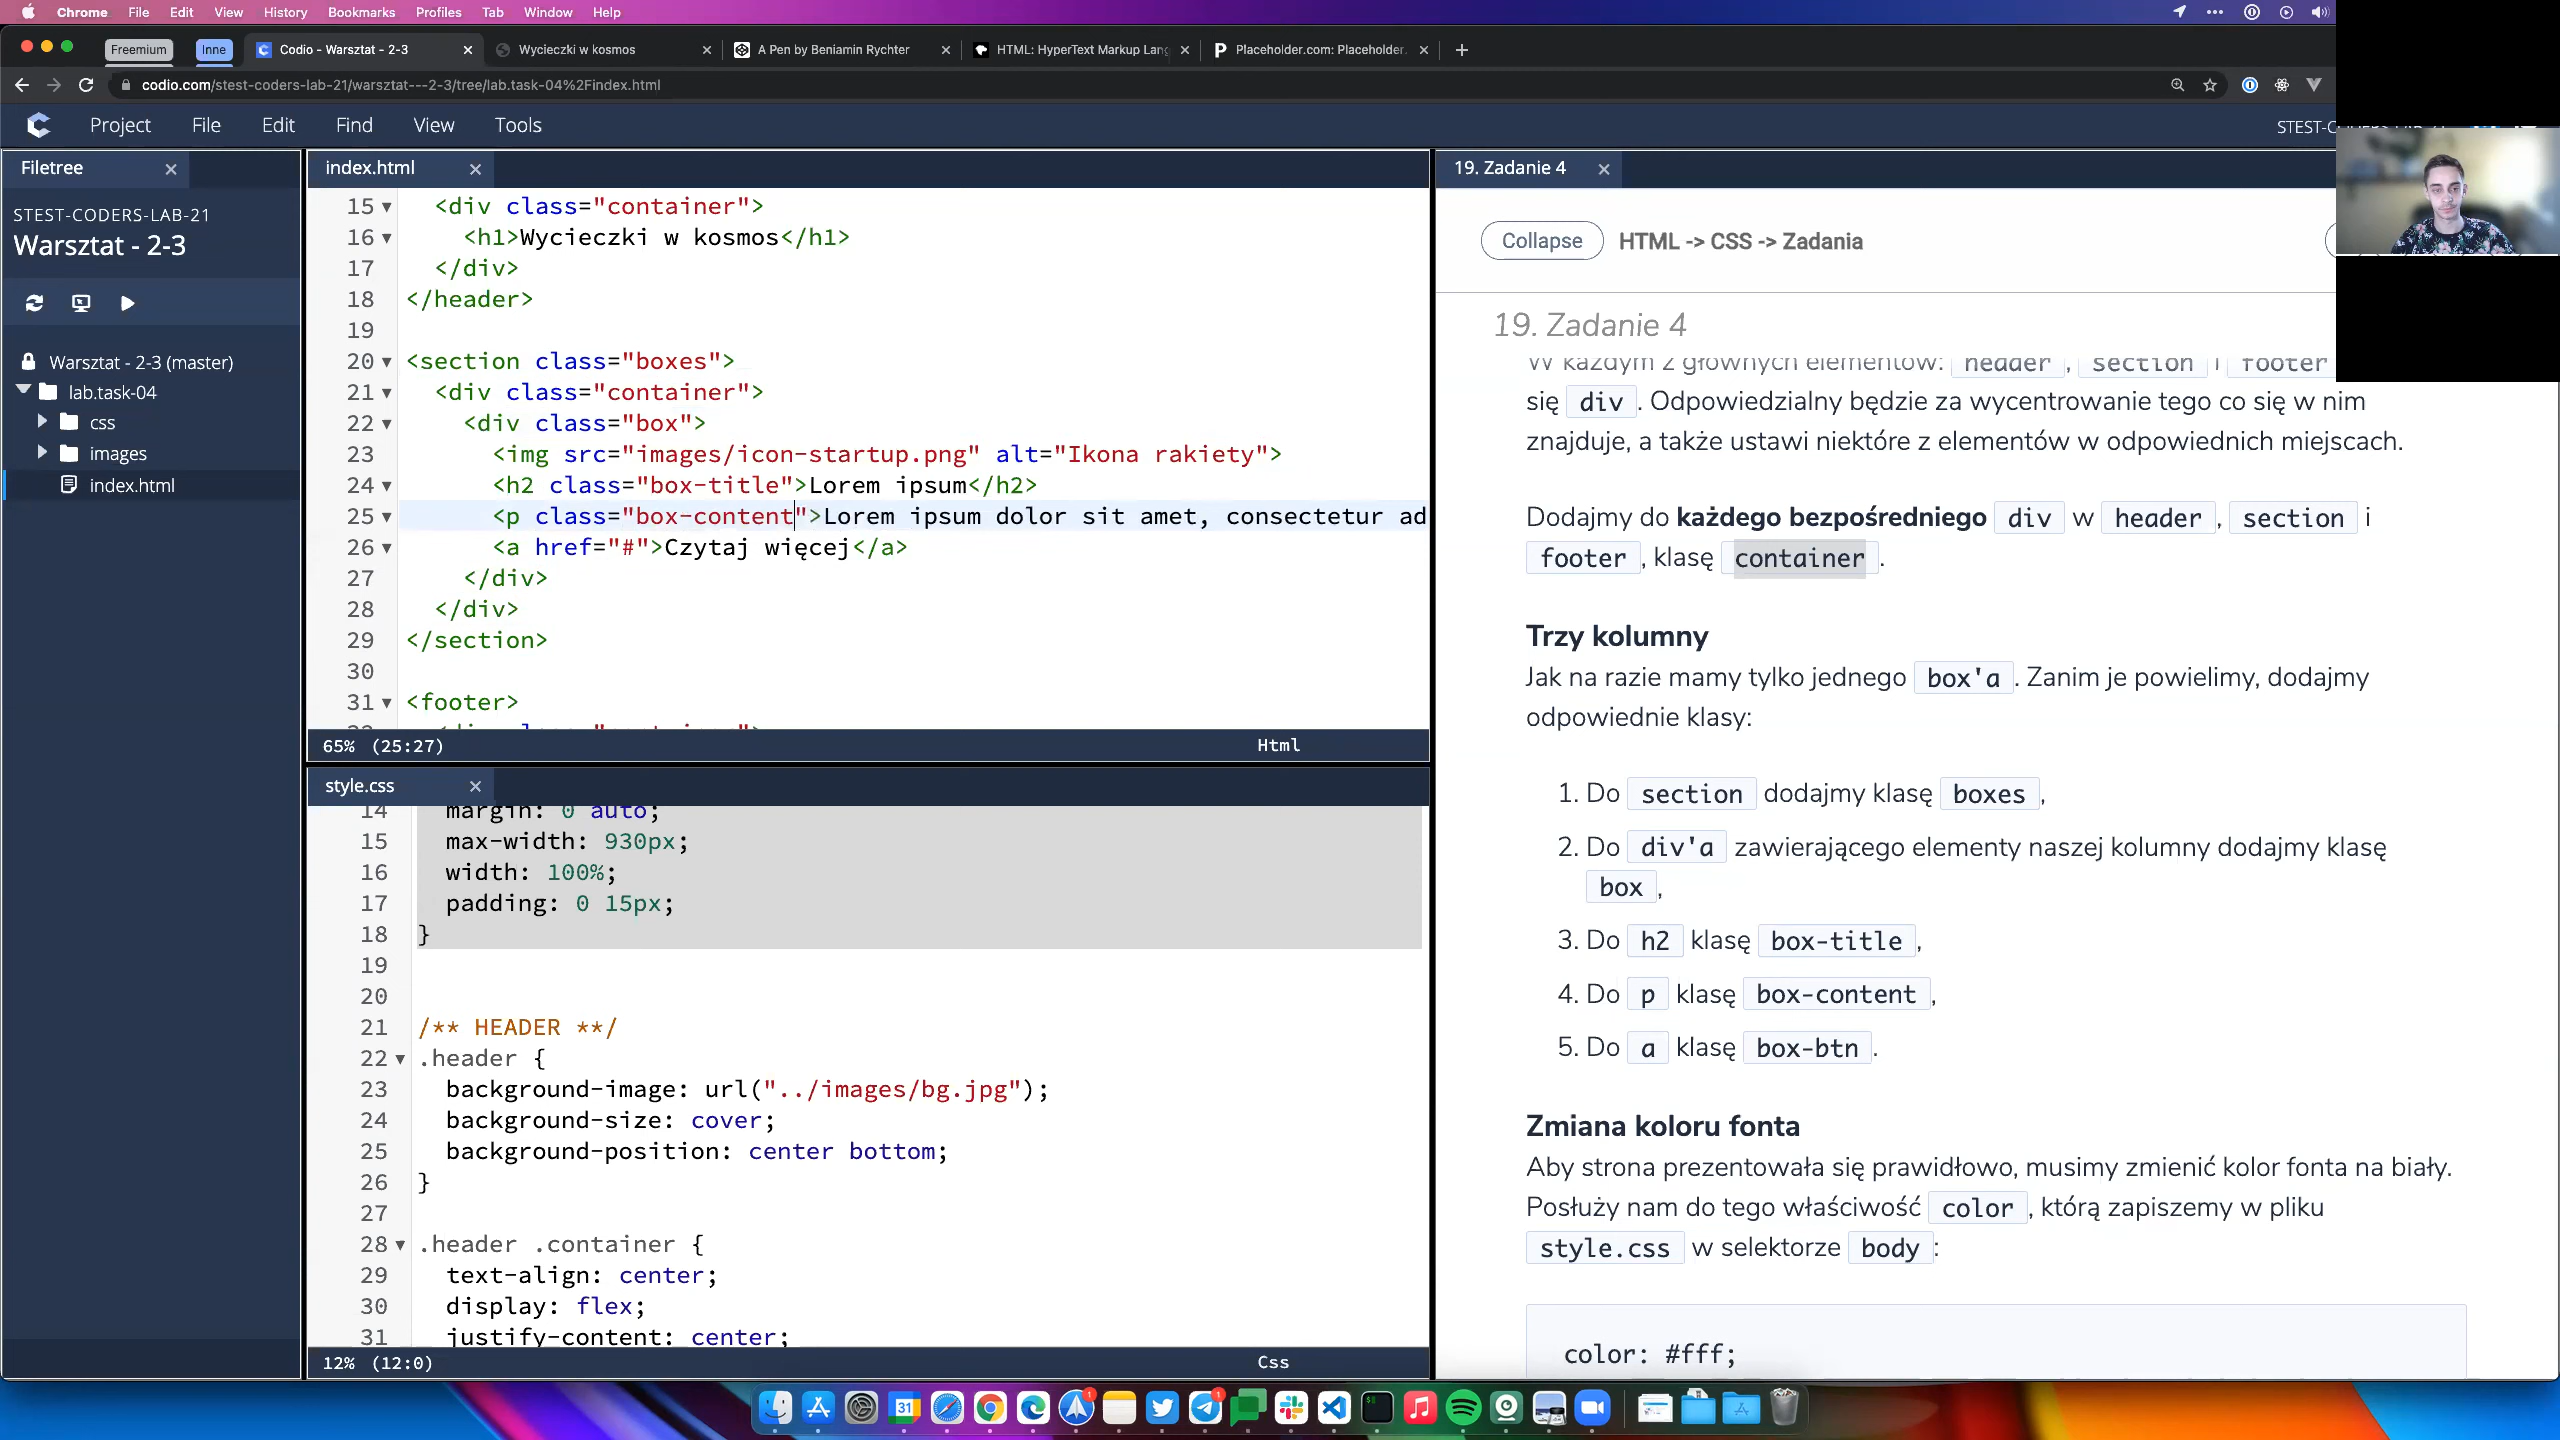 Chrome File Edit View History Bookmarks Profiles Tab Window Help
Freemium Inne Codio - Warsztat - 2-3 Wycieczki w kosmos A Pen by Beniamin Rychter HTML: HyperText Markup Lang Placeholder.com: Placeholder.
codio.com/stest-coders-lab-21/warsztat---2-3/tree/lab.task-04%2Findex.html
Project File Edit Find View Tools
Filetree
STEST-CODERS-LAB-21
Warsztat - 2-3
Warsztat - 2-3 (master)
lab.task-04
css
images
index.html
index.html
15 <div class="container">
16 <h1>Wycieczki w kosmos</h1>
17 </div>
18 </header>
19
20 <section class="boxes">
21 <div class="container">
22 <div class="box">
23 <img src="images/icon-startup.png" alt="Ikona rakiety">
24 <h2 class="box-title">Lorem ipsum</h2>
25 <p class="box-content">Lorem ipsum dolor sit amet, consectetur ad
26 <a href="#">Czytaj więcej</a>
27 </div>
28 </div>
29 </section>
30
31 <footer>
65% (25:27) Html
style.css
14 margin: 0 auto;
15 max-width: 930px;
16 width: 100%;
17 padding: 0 15px;
18 }
19
20
21 /** HEADER **/
22 .header {
23 background-image: url("../images/bg.jpg");
24 background-size: cover;
25 background-position: center bottom;
26 }
27
28 .header .container {
29 text-align: center;
30 display: flex;
31 justify-content: center;
12% (12:0) Css
19. Zadanie 4
Collapse HTML -> CSS -> Zadania
19. Zadanie 4
W każdym z głównych elementów: header , section i footer
się div . Odpowiedzialny będzie za wycentrowanie tego co się w nim
znajduje, a także ustawi niektóre z elementów w odpowiednich miejscach.
Dodajmy do każdego bezpośredniego div w header , section i
footer , klasę container .
Trzy kolumny
Jak na razie mamy tylko jednego box'a . Zanim je powielimy, dodajmy
odpowiednie klasy:
1. Do section dodajmy klasę boxes ,
2. Do div'a zawierającego elementy naszej kolumny dodajmy klasę
box ,
3. Do h2 klasę box-title ,
4. Do p klasę box-content ,
5. Do a klasę box-btn .
Zmiana koloru fonta
Aby strona prezentowała się prawidłowo, musimy zmienić kolor fonta na biały.
Posłuży nam do tego właściwość color , którą zapiszemy w pliku
style.css w selektorze body :
color: #fff;